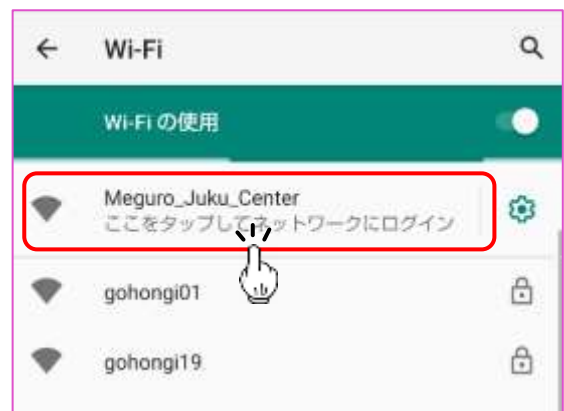 Wi-Fi
Wi-Fi の使用
Meguro_Juku_Center
ここをタップしてネットワークにログイン
gohongi01
gohongi19